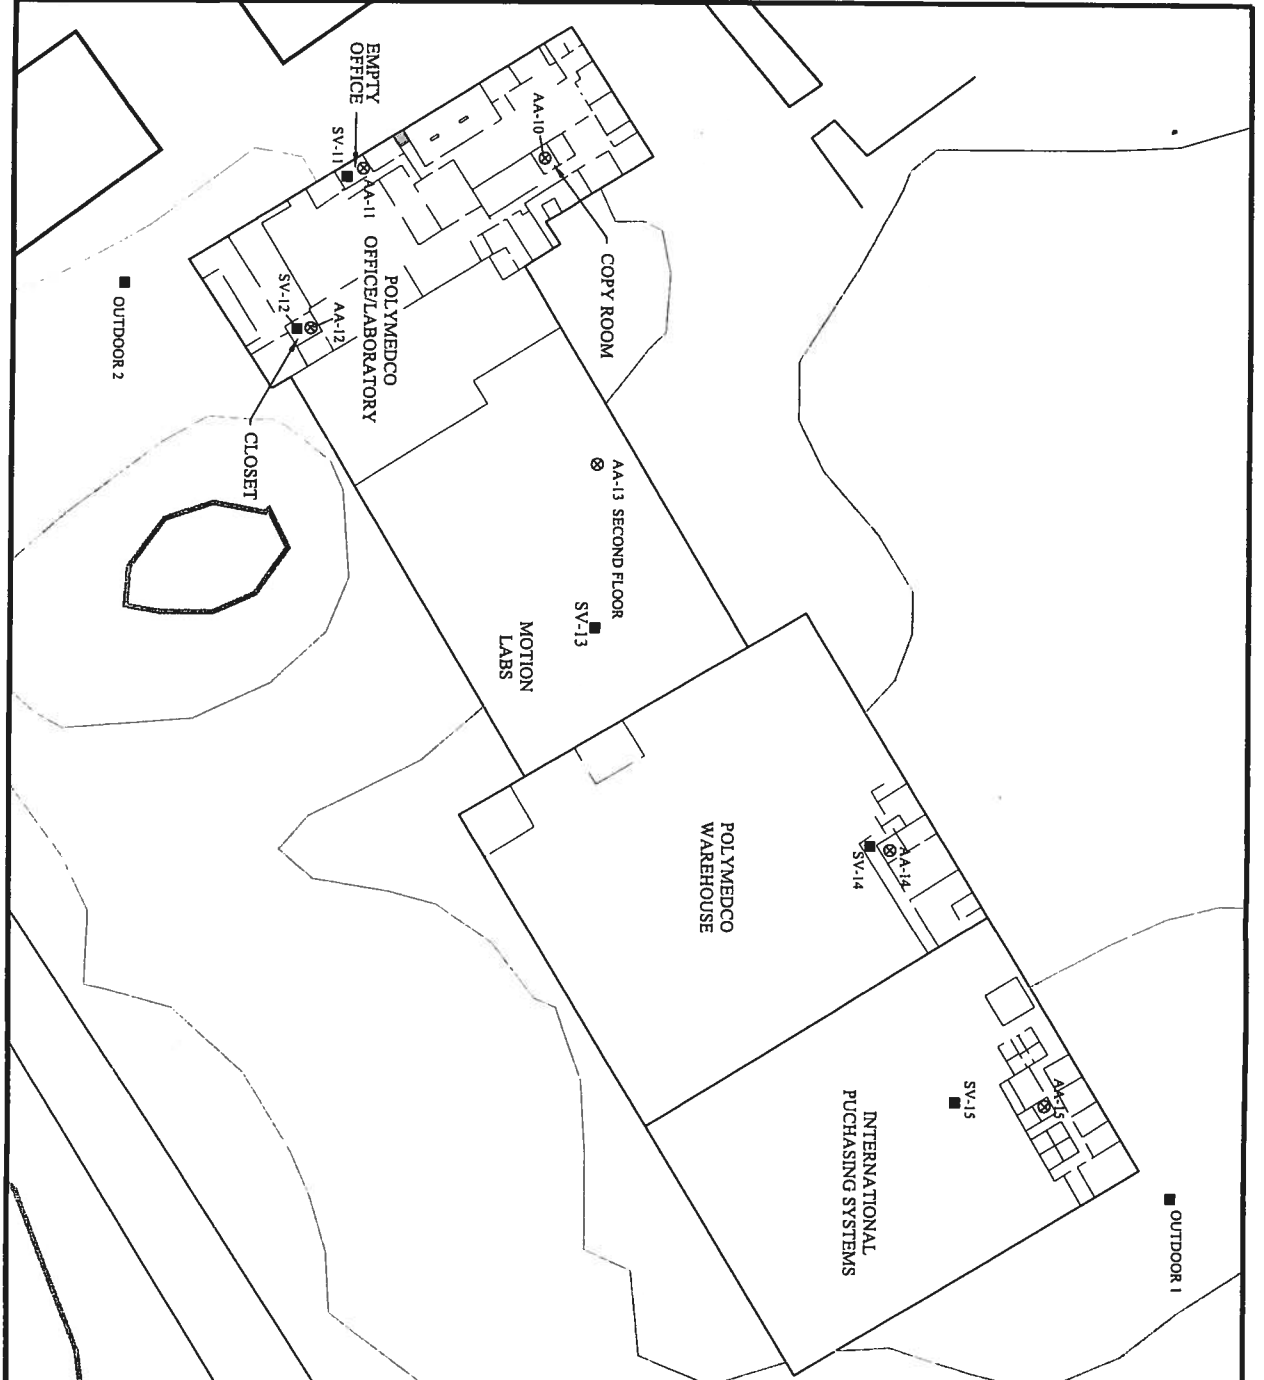 EMPTY
OFFICE
SV-11
AA-11
AA-10
COPY ROOM
POLYMEDCO
OFFICE/LABORATORY
SV-12
AA-12
CLOSET
OUTDOOR 2
AA-13 SECOND FLOOR
SV-13
MOTION
LABS
POLYMEDCO
WAREHOUSE
AA-14
SV-14
AA-15
SV-15
INTERNATIONAL
PUCHASING SYSTEMS
OUTDOOR 1